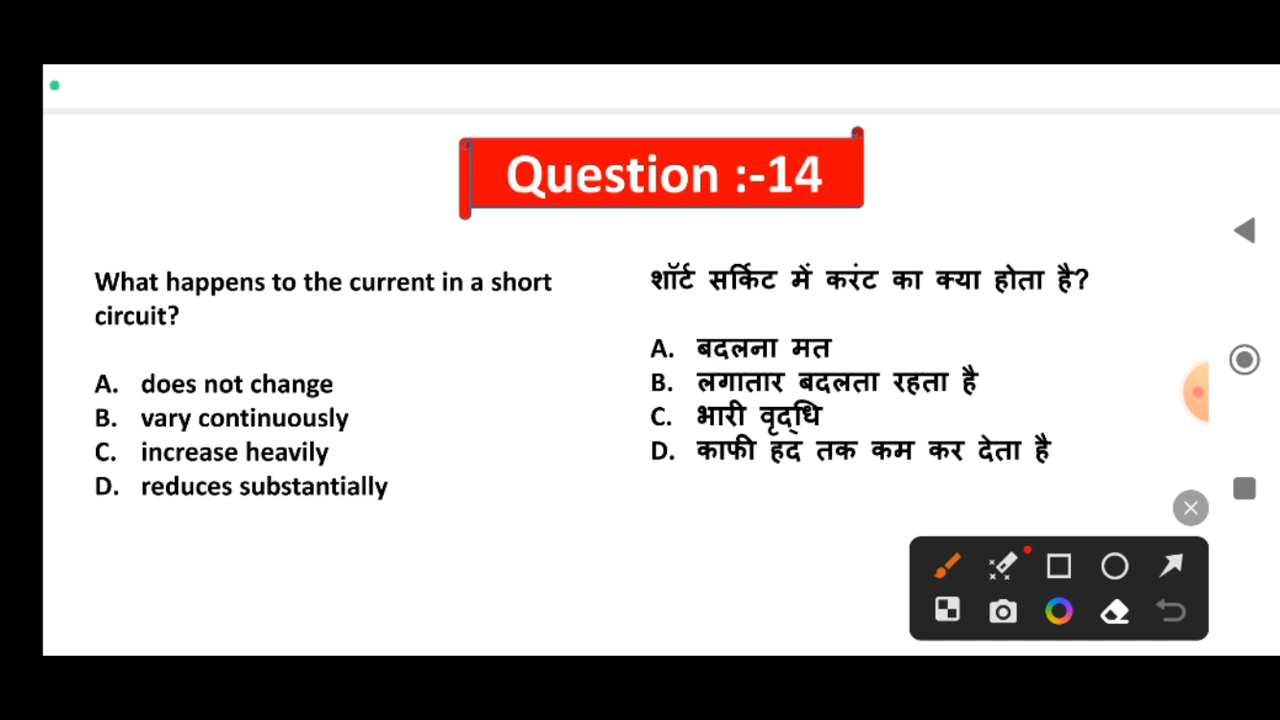 Question :-14
What happens to the current in a short
circuit?
A. does not change
B. vary continuously
C. increase heavily
D. reduces substantially
शॉर्ट सर्किट में करंट का क्या होता है?
A. बदलना मत
B. लगातार बदलता रहता है
C. भारी वृद्धि
D. काफी हद तक कम कर देता है